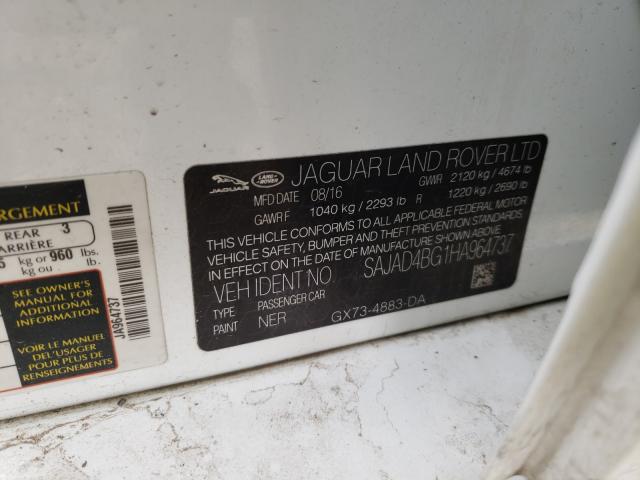 JAGUAR
LAND ROVER
JAGUAR LAND ROVER LTD
MFD DATE 08/16 GWR 2120 kg / 4674 lb
GAWR F 1040 kg / 2293 lb R 1220 kg / 2690 lb
THIS VEHICLE CONFORMS TO ALL APPLICABLE FEDERAL MOTOR
VEHICLE SAFETY, BUMPER AND THEFT PREVENTION STANDARDS IN
EFFECT ON THE DATE OF MANUFACTURE SHOWN ABOVE
VEH IDENT NO. SAJAD4BG1HA964737
TYPE PASSENGER CAR
PAINT NER GX73-4883-DA
ARGEMENT
REAR 3
ARRIÈRE
kg or 960 lbs.
kg ou lb.
SEE OWNER'S
MANUAL FOR
ADDITIONAL
INFORMATION
VOIR LE MANUEL
DE L'USAGER
POUR PLUS DE
RENSEIGNEMENTS
JA964737